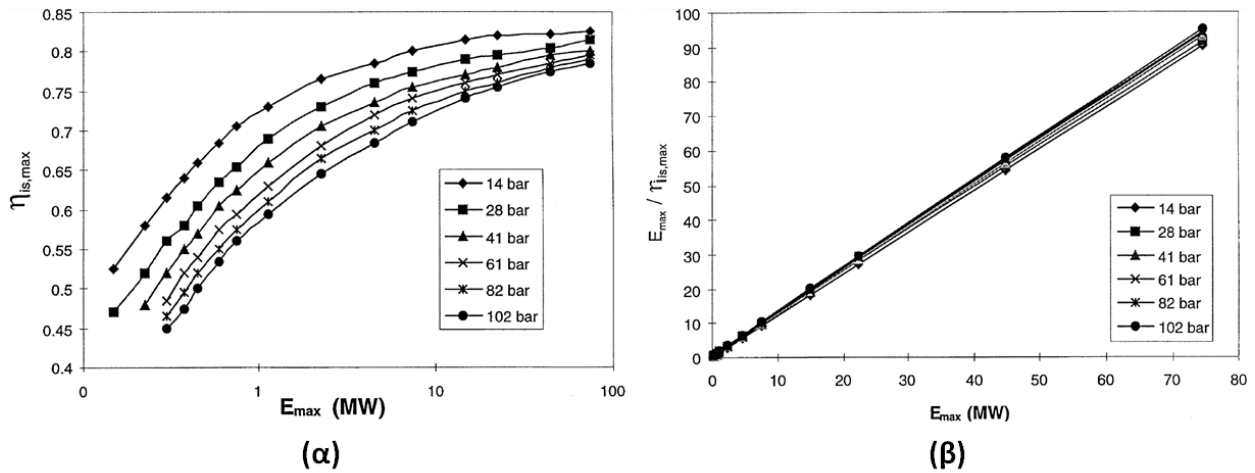 0.85
0.8
0.75
0.7
0.65
0.6
0.55
0.5
0.45
0.4
ηis,max
14 bar
28 bar
41 bar
61 bar
82 bar
102 bar
0 1 10 100
Emax (MW)
(α)
100
90
80
70
60
50
40
30
20
10
0
Emax / ηis,max
14 bar
28 bar
41 bar
61 bar
82 bar
102 bar
0 10 20 30 40 50 60 70 80
Emax (MW)
(β)